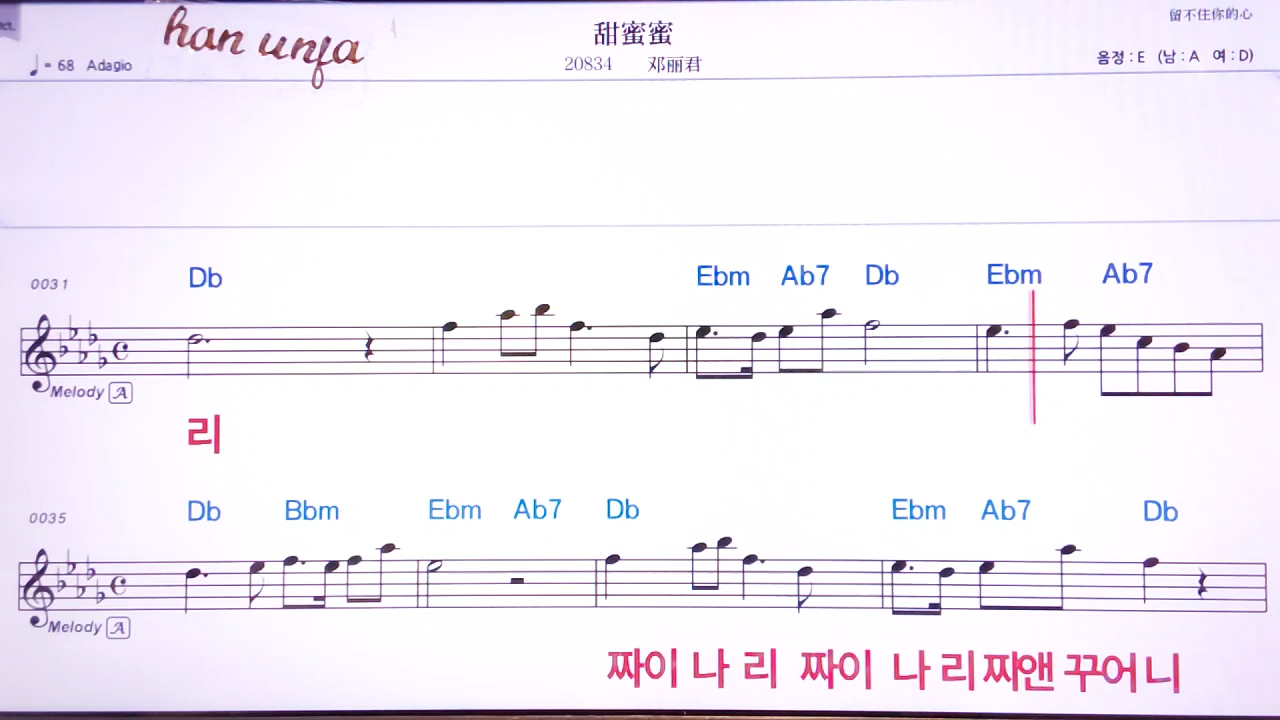 ct.
han unja
甜蜜蜜
留不住你的心
♩= 68 Adagio
20834 邓丽君
음정 : E (남 : A 여 : D)
0031
Db Ebm Ab7 Db Ebm Ab7
Melody A
리
0035
Db Bbm Ebm Ab7 Db Ebm Ab7 Db
Melody A
짜이 나 리 짜이 나 리 짜앤 꾸어 니